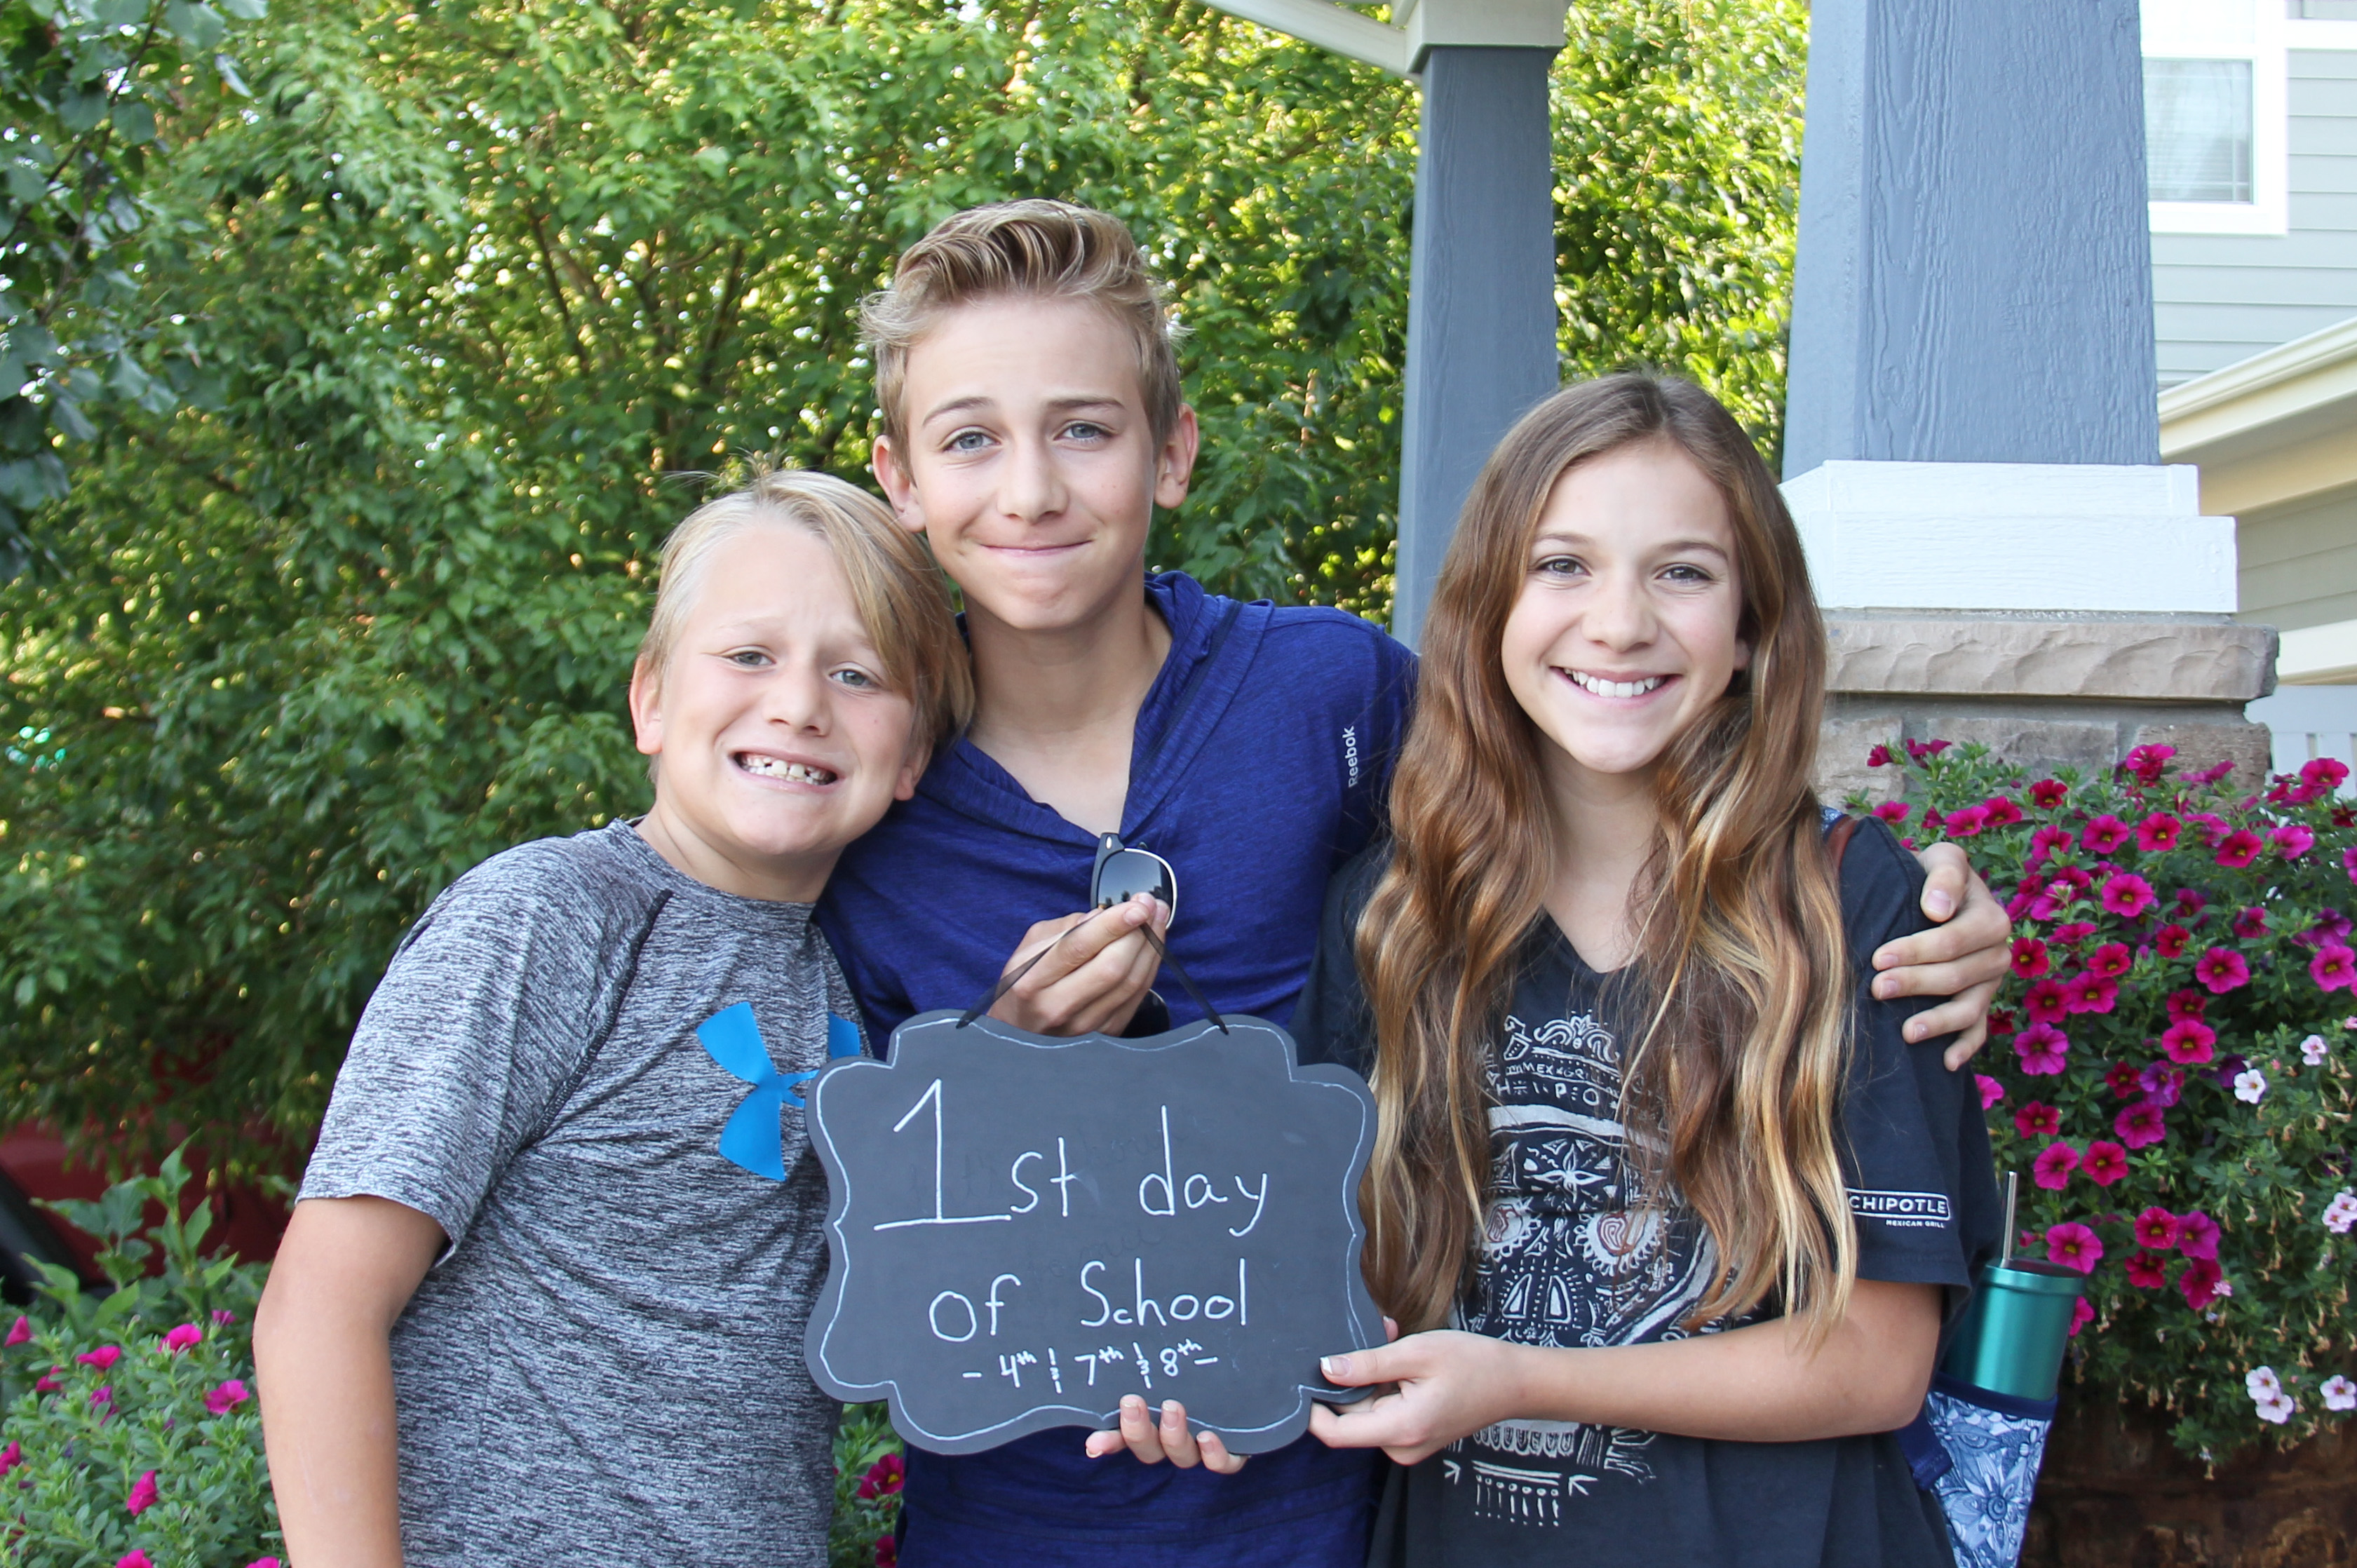 Reebok
1st day
of School
- 4th & 7th & 8th -
CHIPOTLE
MEXICAN GRILL